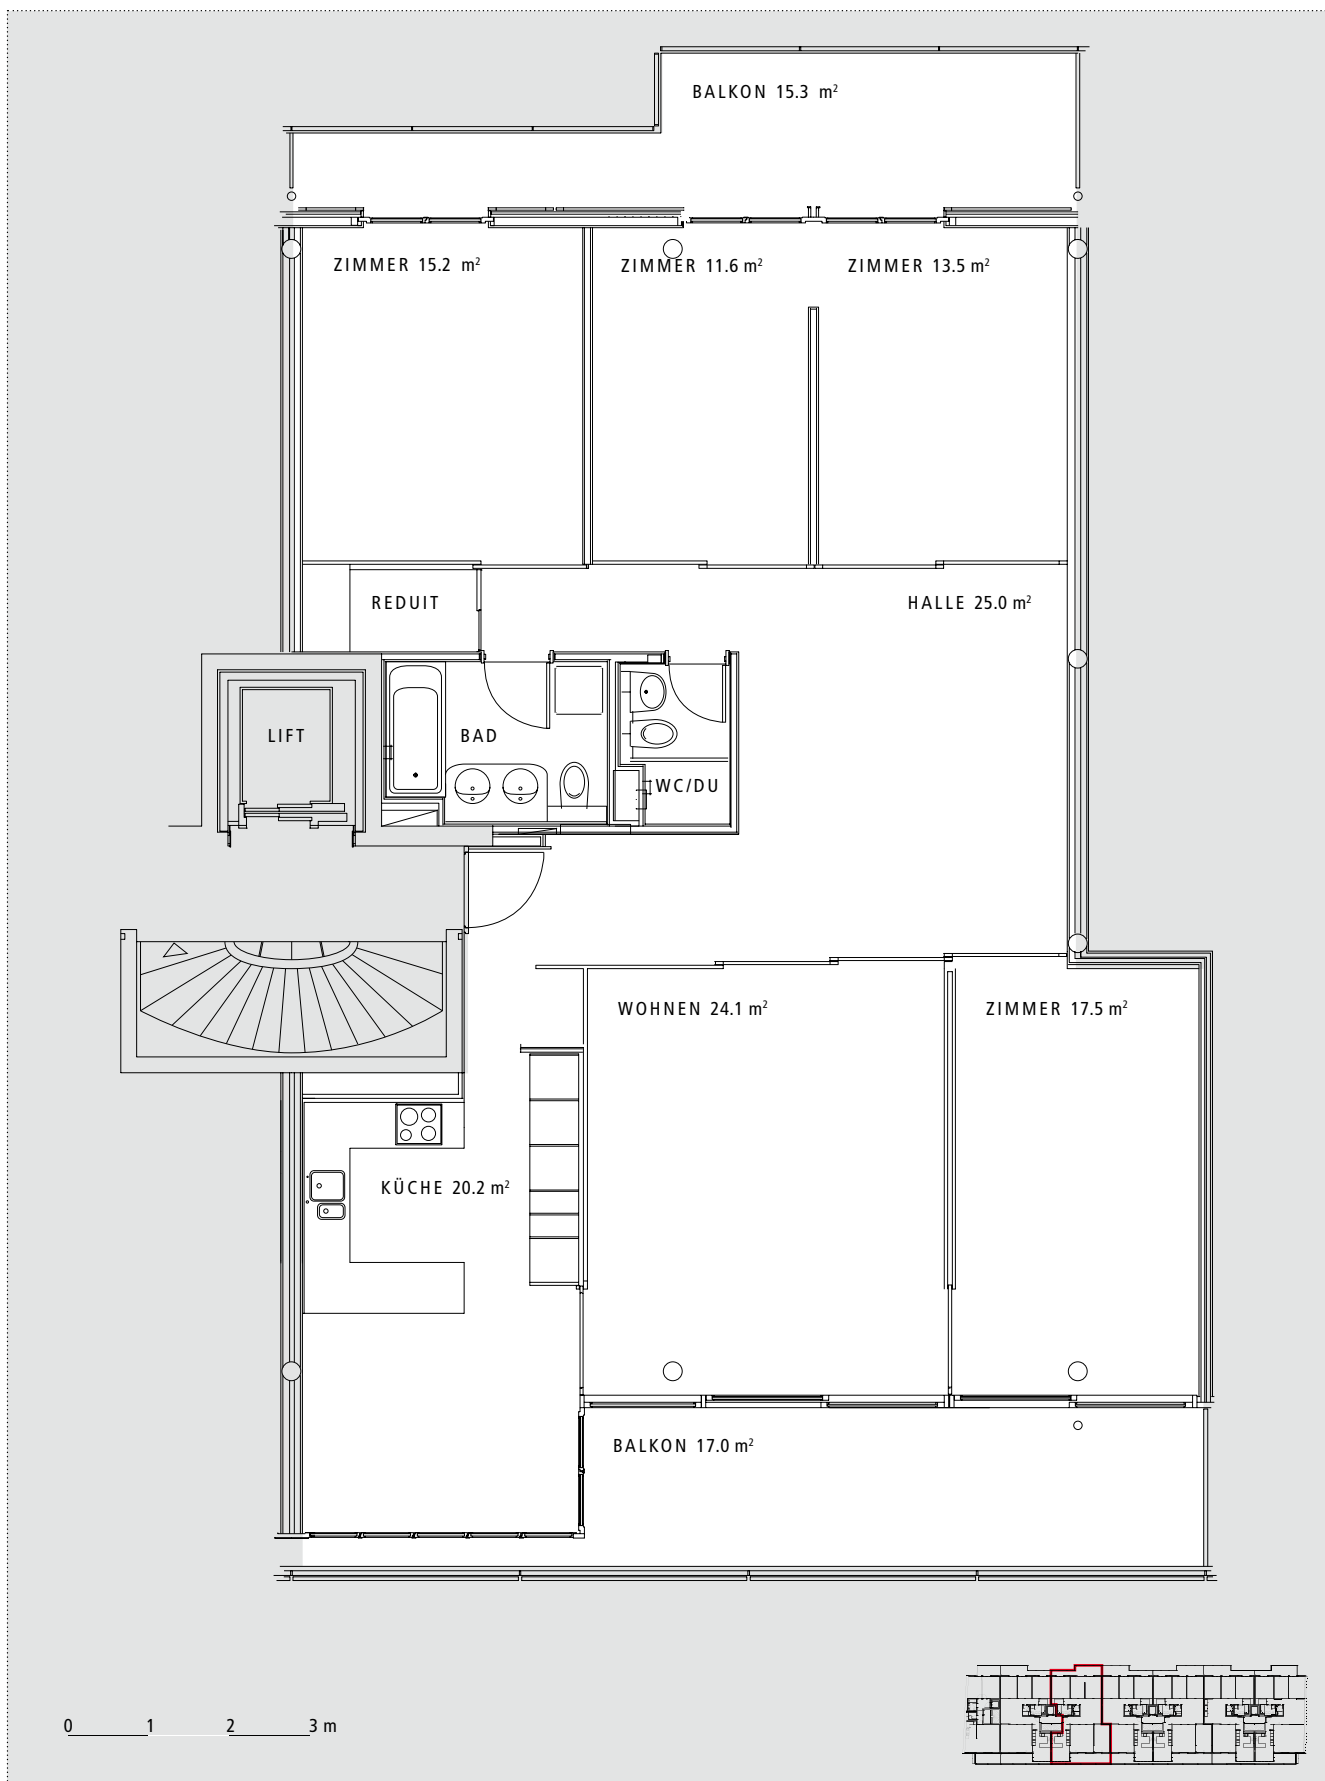 BALKON 15.3 m²
ZIMMER 15.2 m²
ZIMMER 11.6 m²
ZIMMER 13.5 m²
REDUIT
HALLE 25.0 m²
LIFT
BAD
WC/DU
WOHNEN 24.1 m²
ZIMMER 17.5 m²
KÜCHE 20.2 m²
BALKON 17.0 m²
0 1 2 3 m